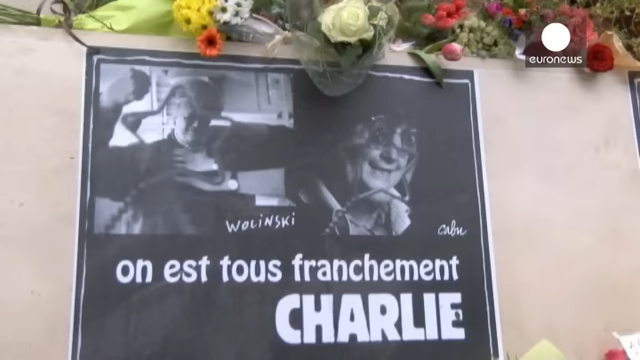 euronews
WOLINSKI
cabu
on est tous franchement
CHARLIE